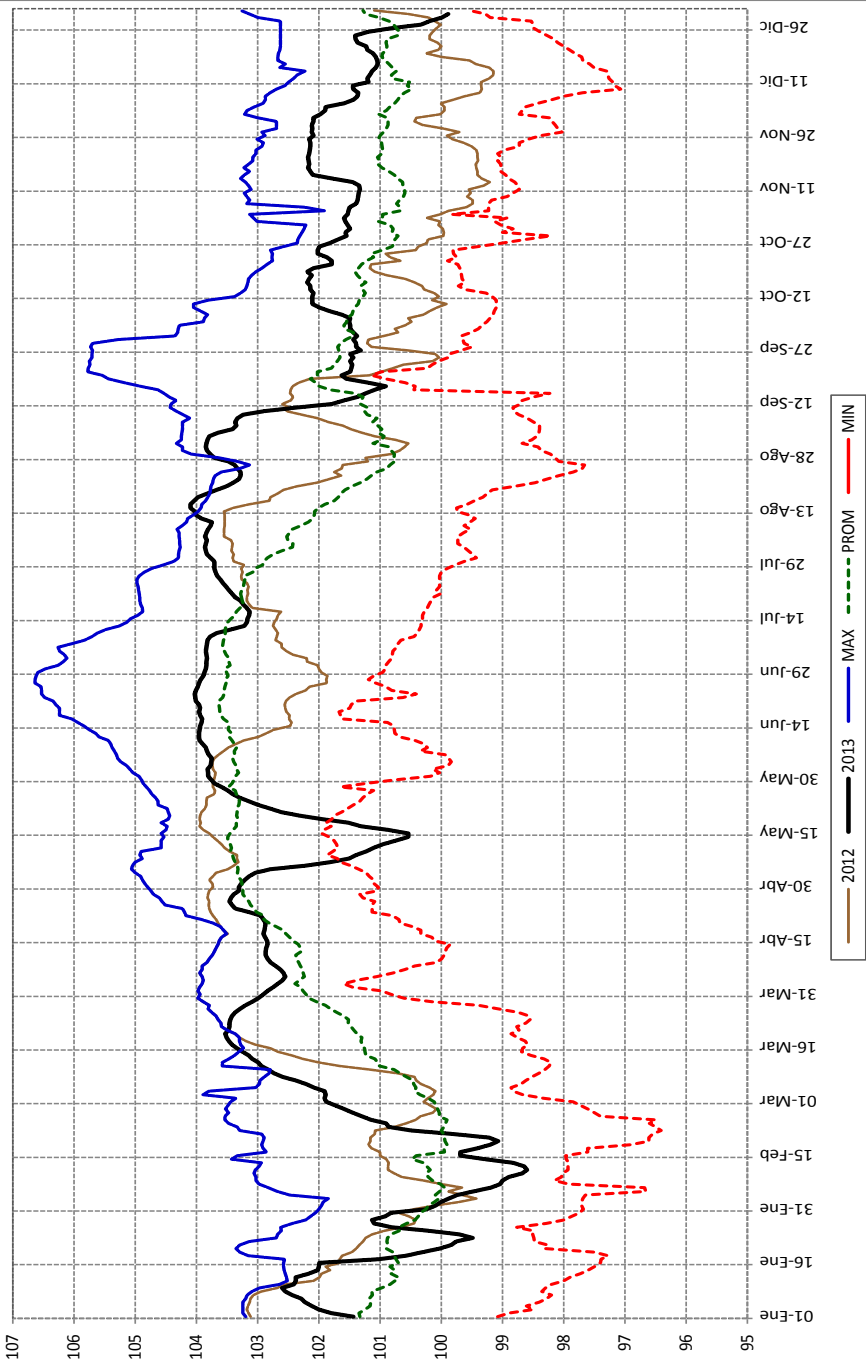 107
106
105
104
103
102
101
100
99
98
97
96
95
01-Ene
16-Ene
31-Ene
15-Feb
01-Mar
16-Mar
31-Mar
15-Abr
30-Abr
15-May
30-May
14-Jun
29-Jun
14-Jul
29-Jul
13-Ago
28-Ago
12-Sep
27-Sep
12-Oct
27-Oct
11-Nov
26-Nov
11-Dic
26-Dic
2012 2013 MAX PROM MIN